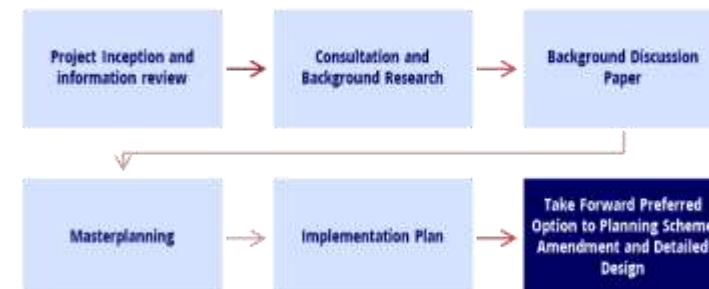 Project Inception and
information review
Consultation and
Background Research
Background Discussion
Paper
Masterplanning
Implementation Plan
Take Forward Preferred
Option to Planning Scheme
Amendment and Detailed
Design